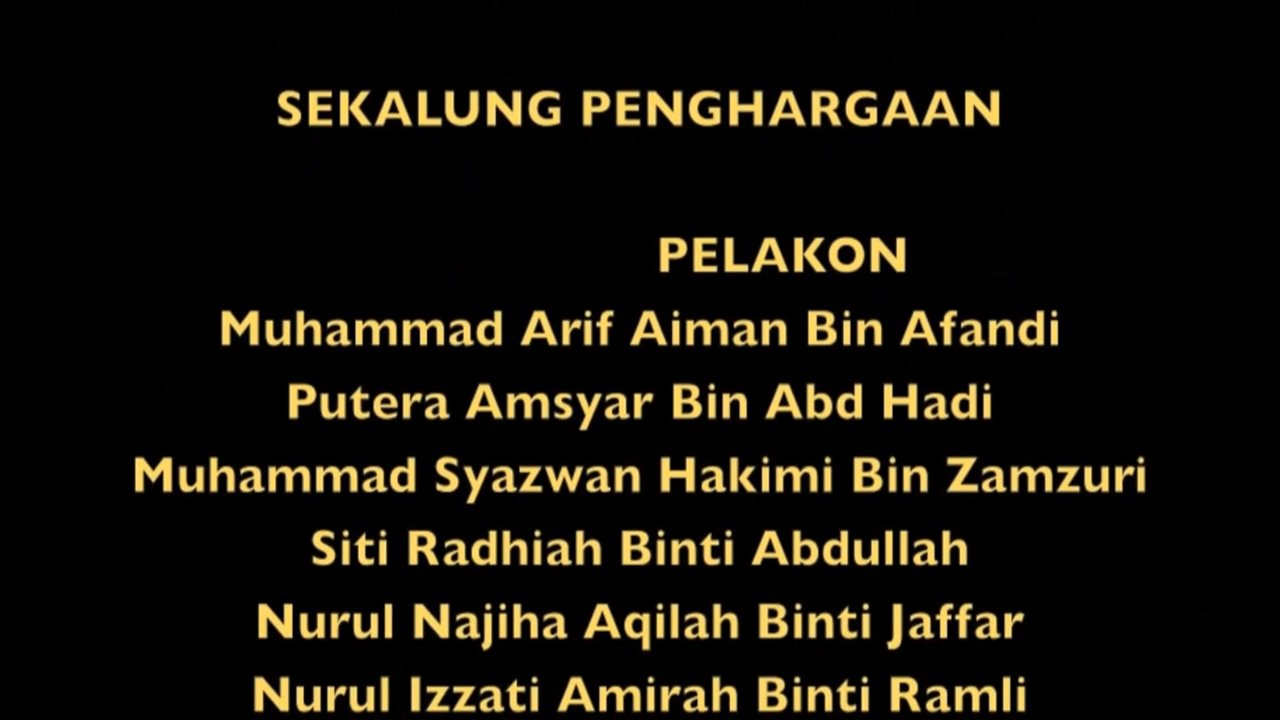 SEKALUNG PENGHARGAAN
PELAKON
Muhammad Arif Aiman Bin Afandi
Putera Amsyar Bin Abd Hadi
Muhammad Syazwan Hakimi Bin Zamzuri
Siti Radhiah Binti Abdullah
Nurul Najiha Aqilah Binti Jaffar
Nurul Izzati Amirah Binti Ramli